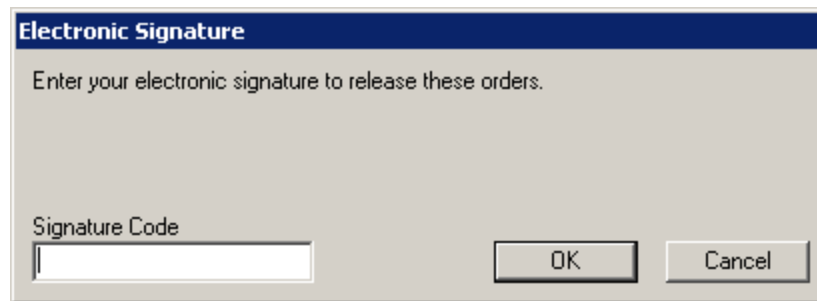 Electronic Signature
Enter your electronic signature to release these orders.
Signature Code
OK
Cancel